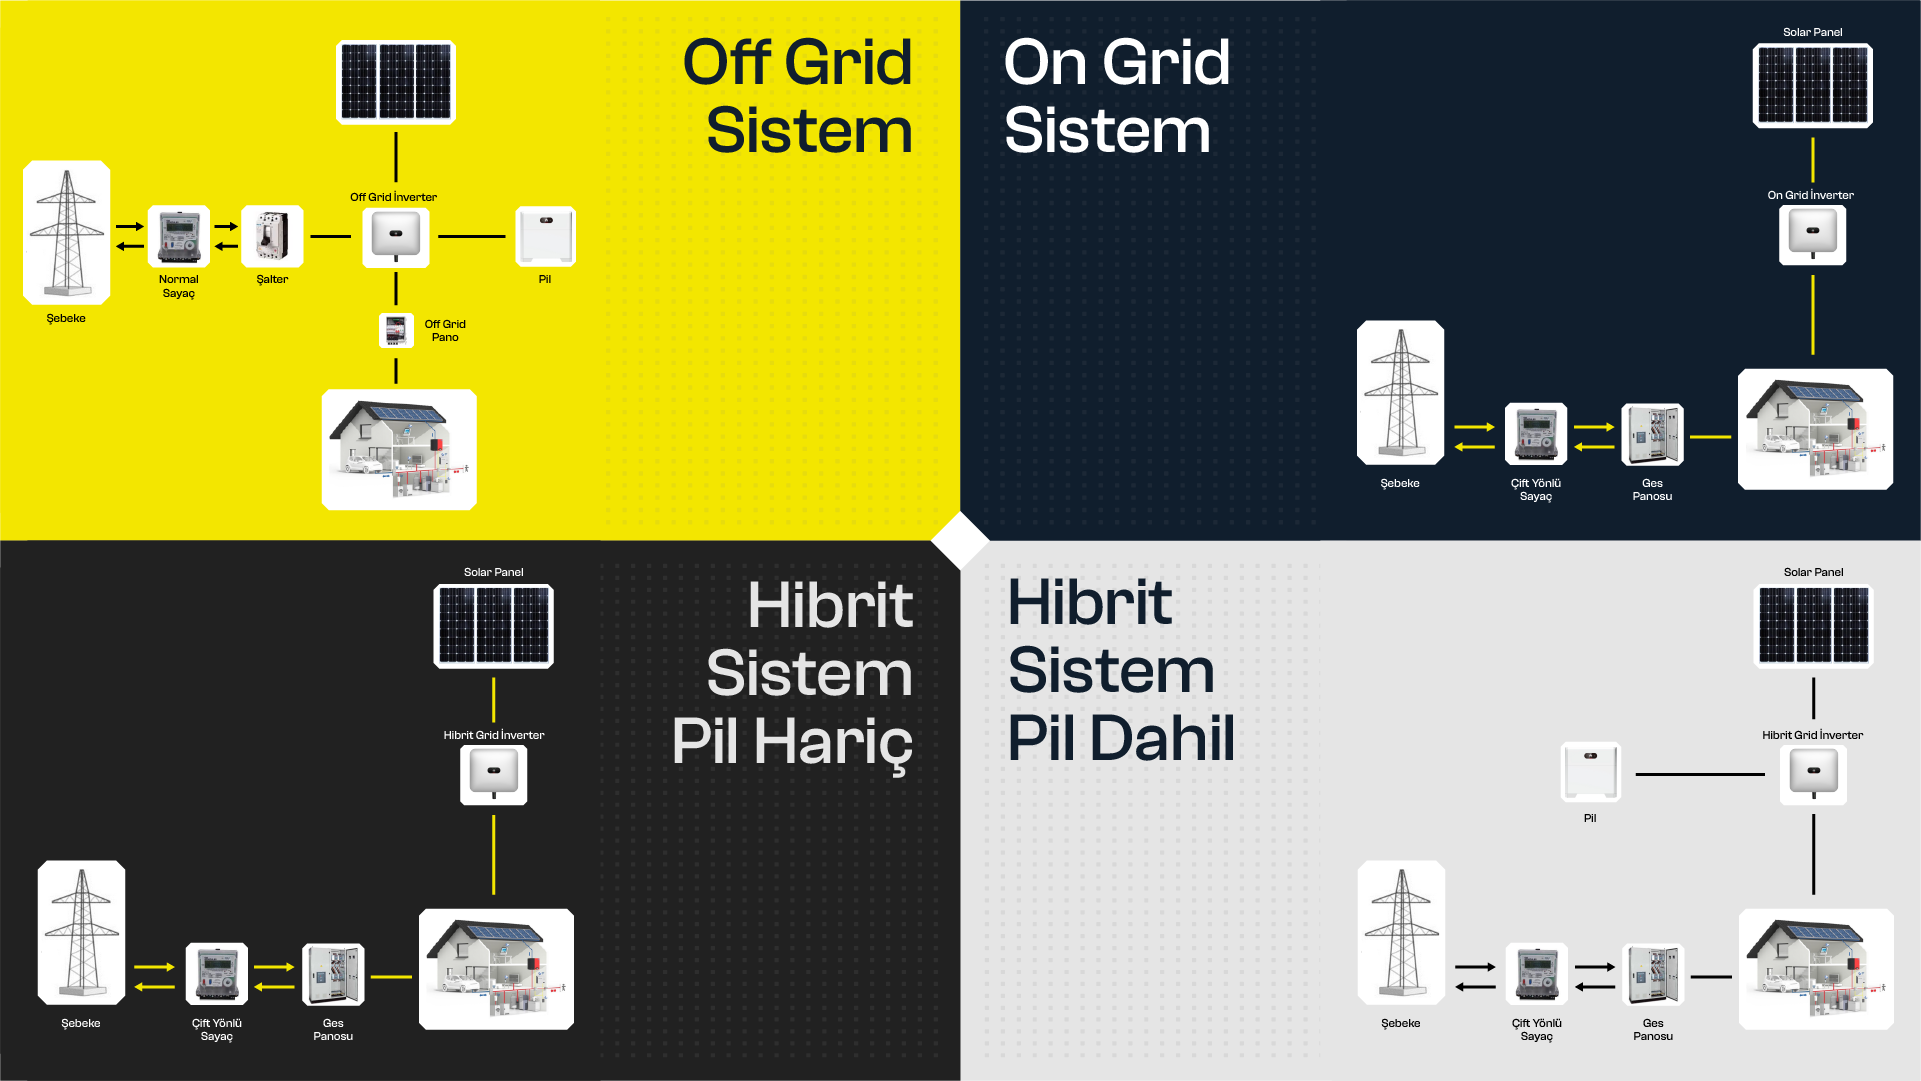 Off Grid
Sistem
Off Grid İnverter
Normal
Sayaç
Şalter
Pil
Şebeke
Off Grid
Pano
On Grid
Sistem
Solar Panel
On Grid İnverter
Şebeke
Çift Yönlü
Sayaç
Ges
Panosu
Hibrit
Sistem
Pil Hariç
Solar Panel
Hibrit Grid İnverter
Şebeke
Çift Yönlü
Sayaç
Ges
Panosu
Hibrit
Sistem
Pil Dahil
Solar Panel
Hibrit Grid İnverter
Pil
Şebeke
Çift Yönlü
Sayaç
Ges
Panosu